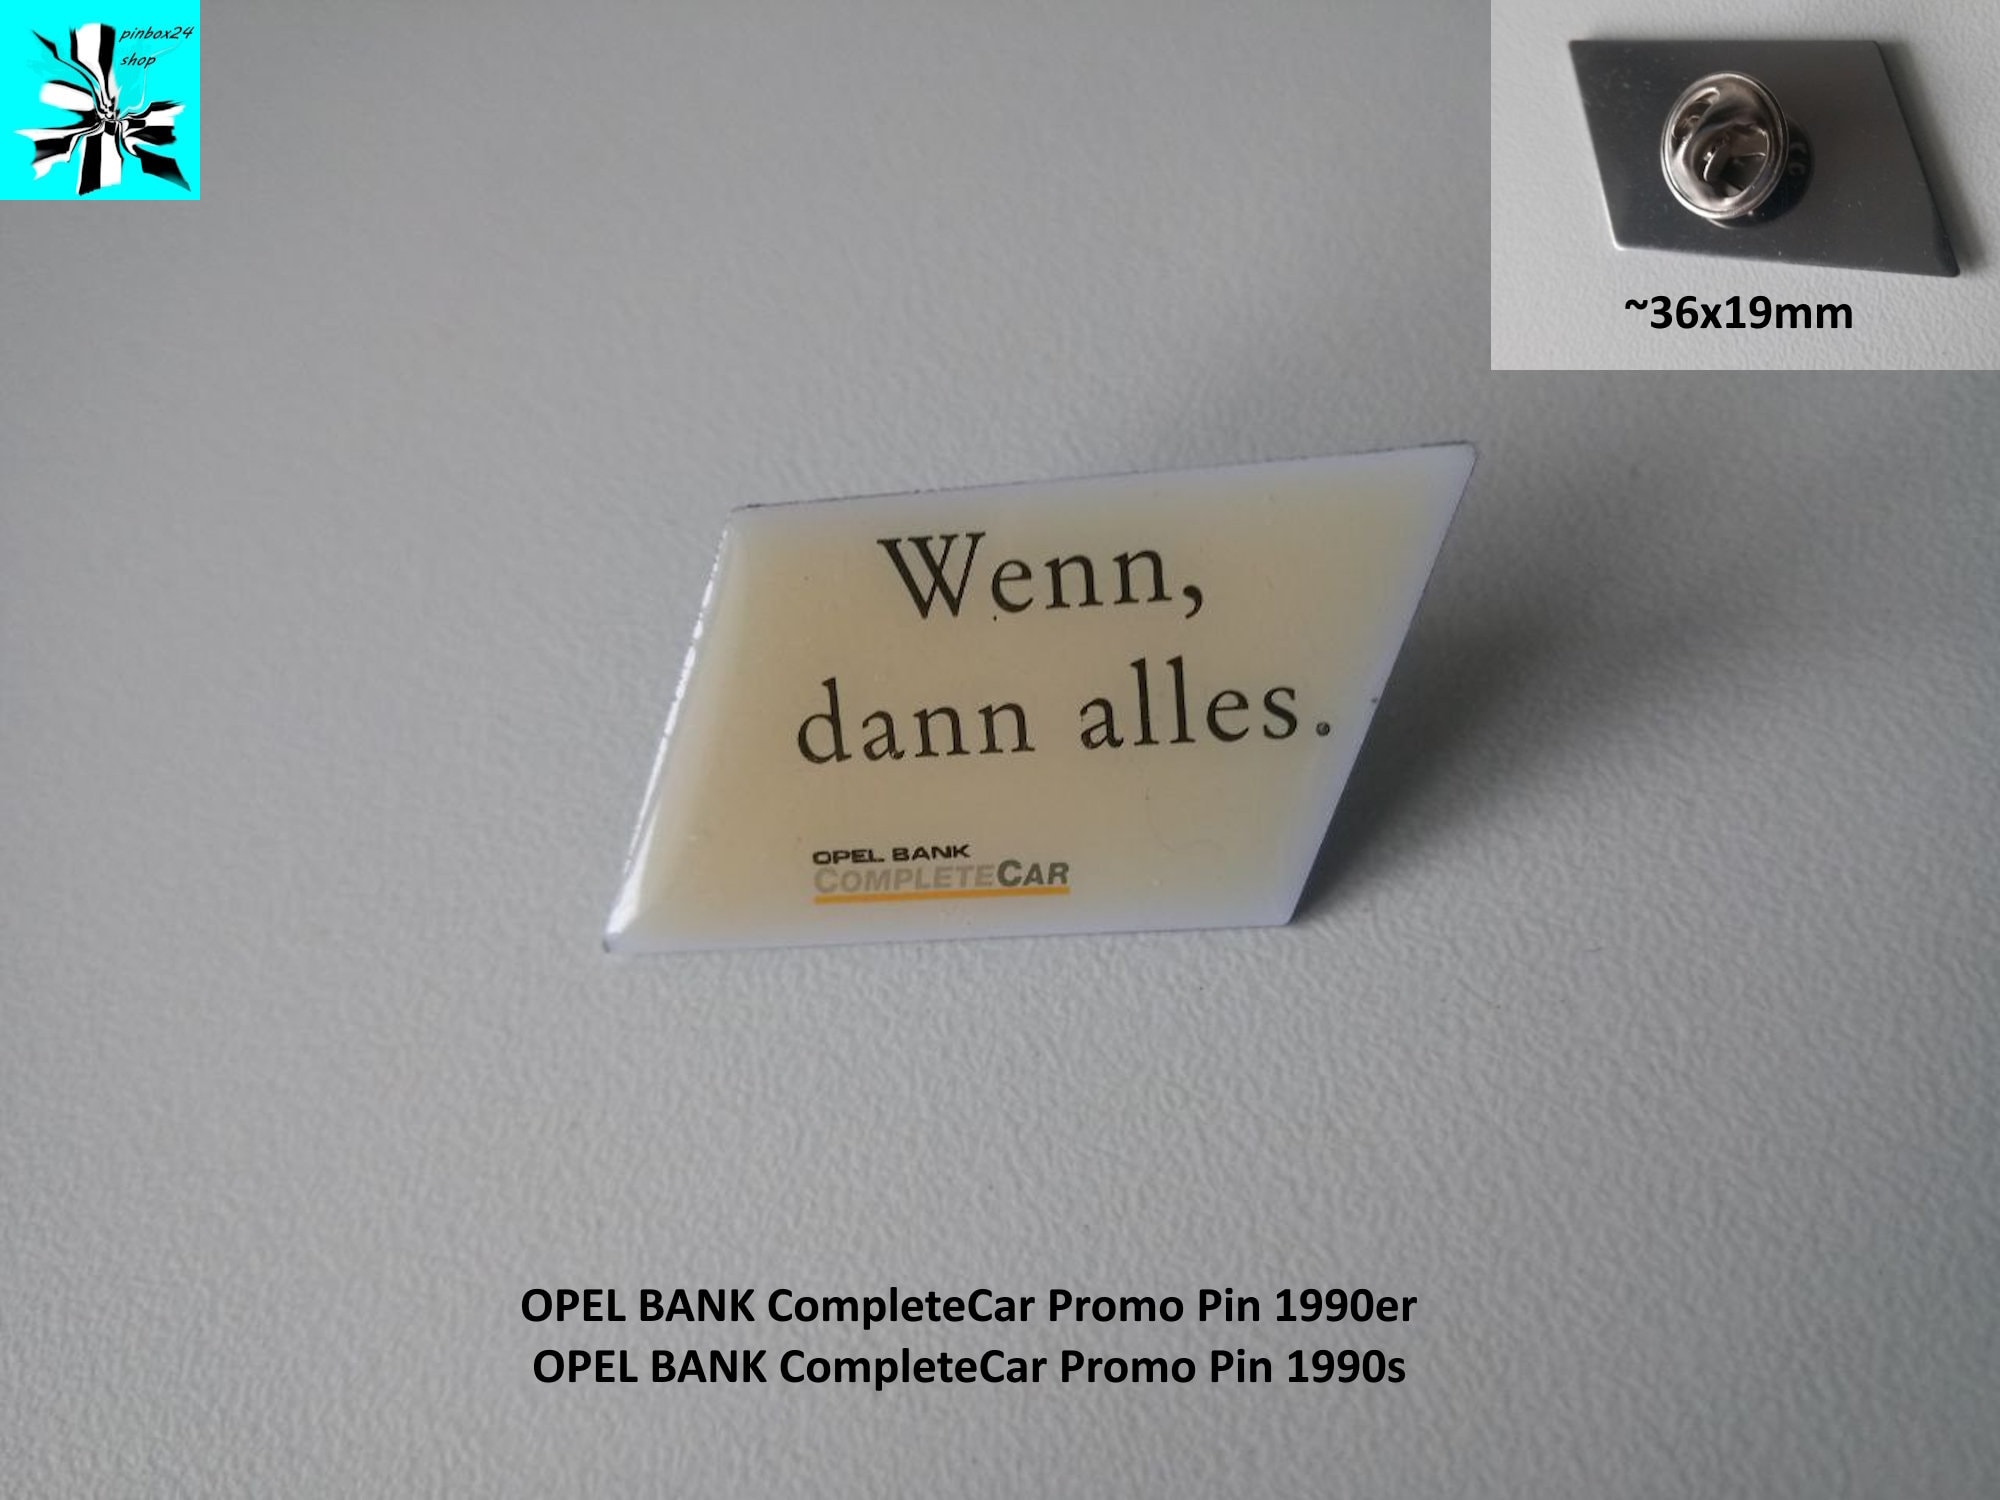 pinbox24
shop
~36x19mm
Wenn,
dann alles.
OPEL BANK
COMPLETECAR
OPEL BANK CompleteCar Promo Pin 1990er
OPEL BANK CompleteCar Promo Pin 1990s